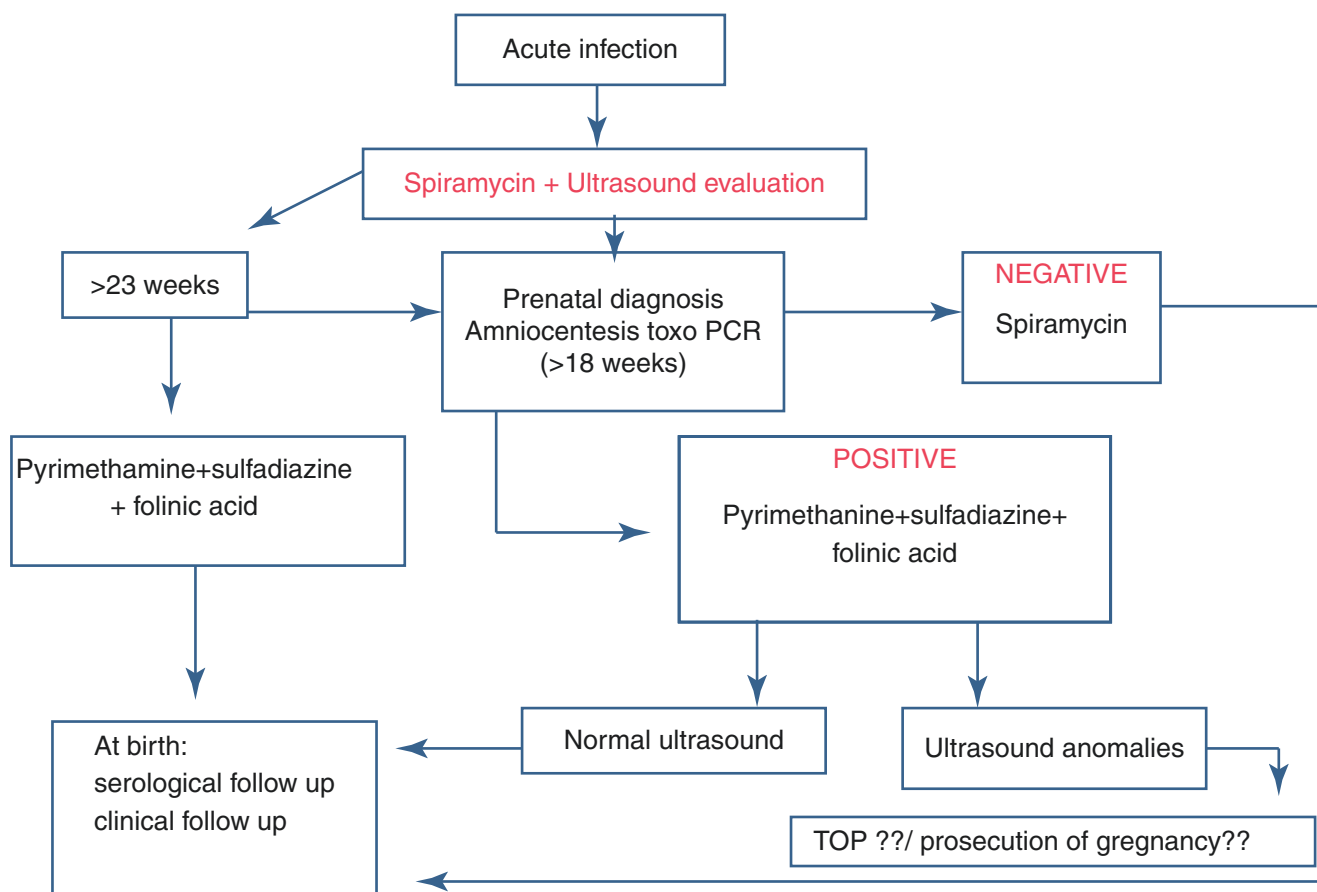 Acute infection
Spiramycin + Ultrasound evaluation
>23 weeks
Prenatal diagnosis
Amniocentesis toxo PCR
(>18 weeks)
NEGATIVE
Spiramycin
Pyrimethamine+sulfadiazine
+ folinic acid
POSITIVE
Pyrimethanine+sulfadiazine+
folinic acid
Normal ultrasound
Ultrasound anomalies
At birth:
serological follow up
clinical follow up
TOP ??/ prosecution of gregnancy??